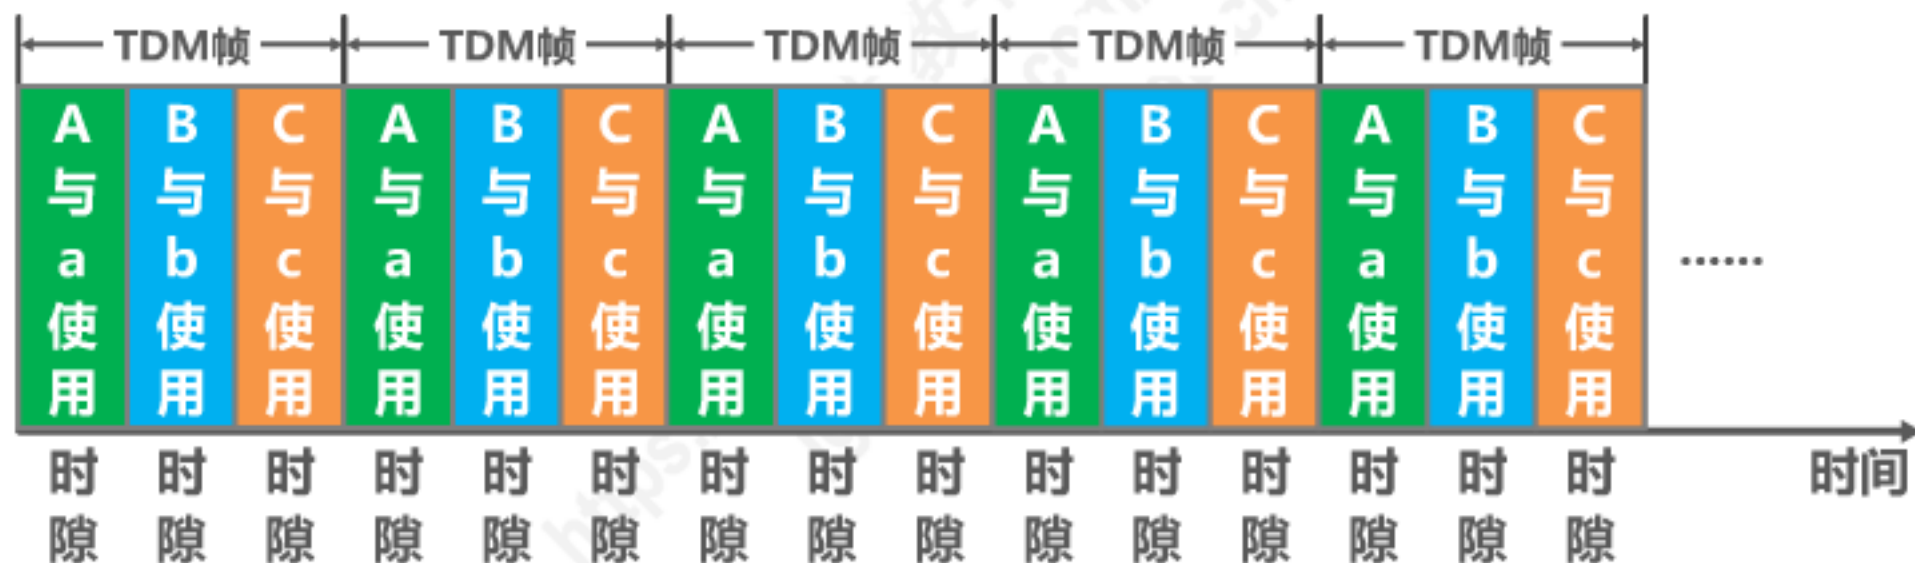 TDM帧 TDM帧 TDM帧 TDM帧 TDM帧
A与a使用 B与b使用 C与c使用 A与a使用 B与b使用 C与c使用 A与a使用 B与b使用 C与c使用 A与a使用 B与b使用 C与c使用 A与a使用 B与b使用 C与c使用 ······
时隙 时隙 时隙 时隙 时隙 时隙 时隙 时隙 时隙 时隙 时隙 时隙 时隙 时隙 时隙 时间
https: